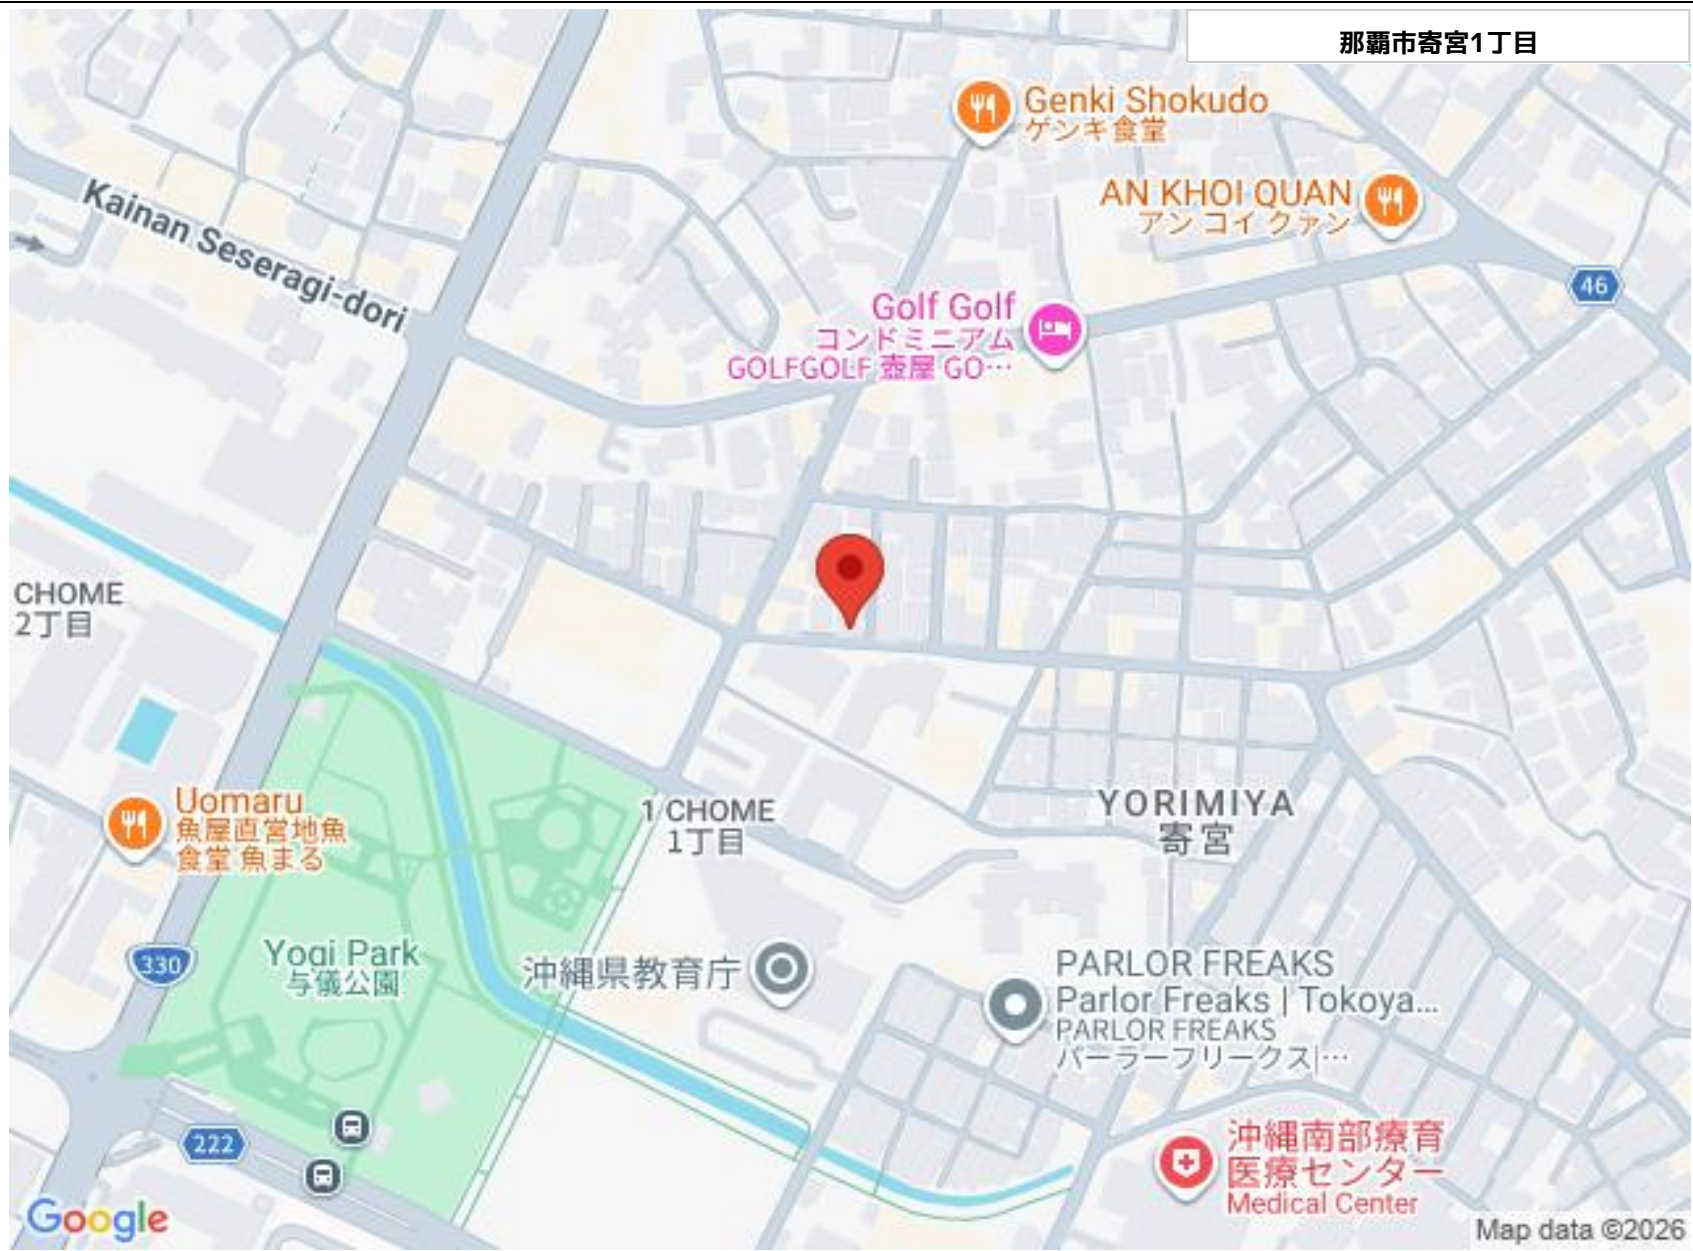 那覇市寄宮1丁目
Genki Shokudo
ゲンキ食堂
AN KHOI QUAN
アン コイ クァン
Kainan Seseragi-dori
46
Golf Golf
コンドミニアム
GOLFGOLF 壺屋 GO…
CHOME
2丁目
Uomaru
魚屋直営地魚
食堂 魚まる
1 CHOME
1丁目
YORIMIYA
寄宮
330
Yogi Park
与儀公園
沖縄県教育庁
PARLOR FREAKS
Parlor Freaks | Tokoya...
PARLOR FREAKS
パーラーフリークス|…
222
沖縄南部療育
医療センター
Medical Center
Google
Map data ©2026